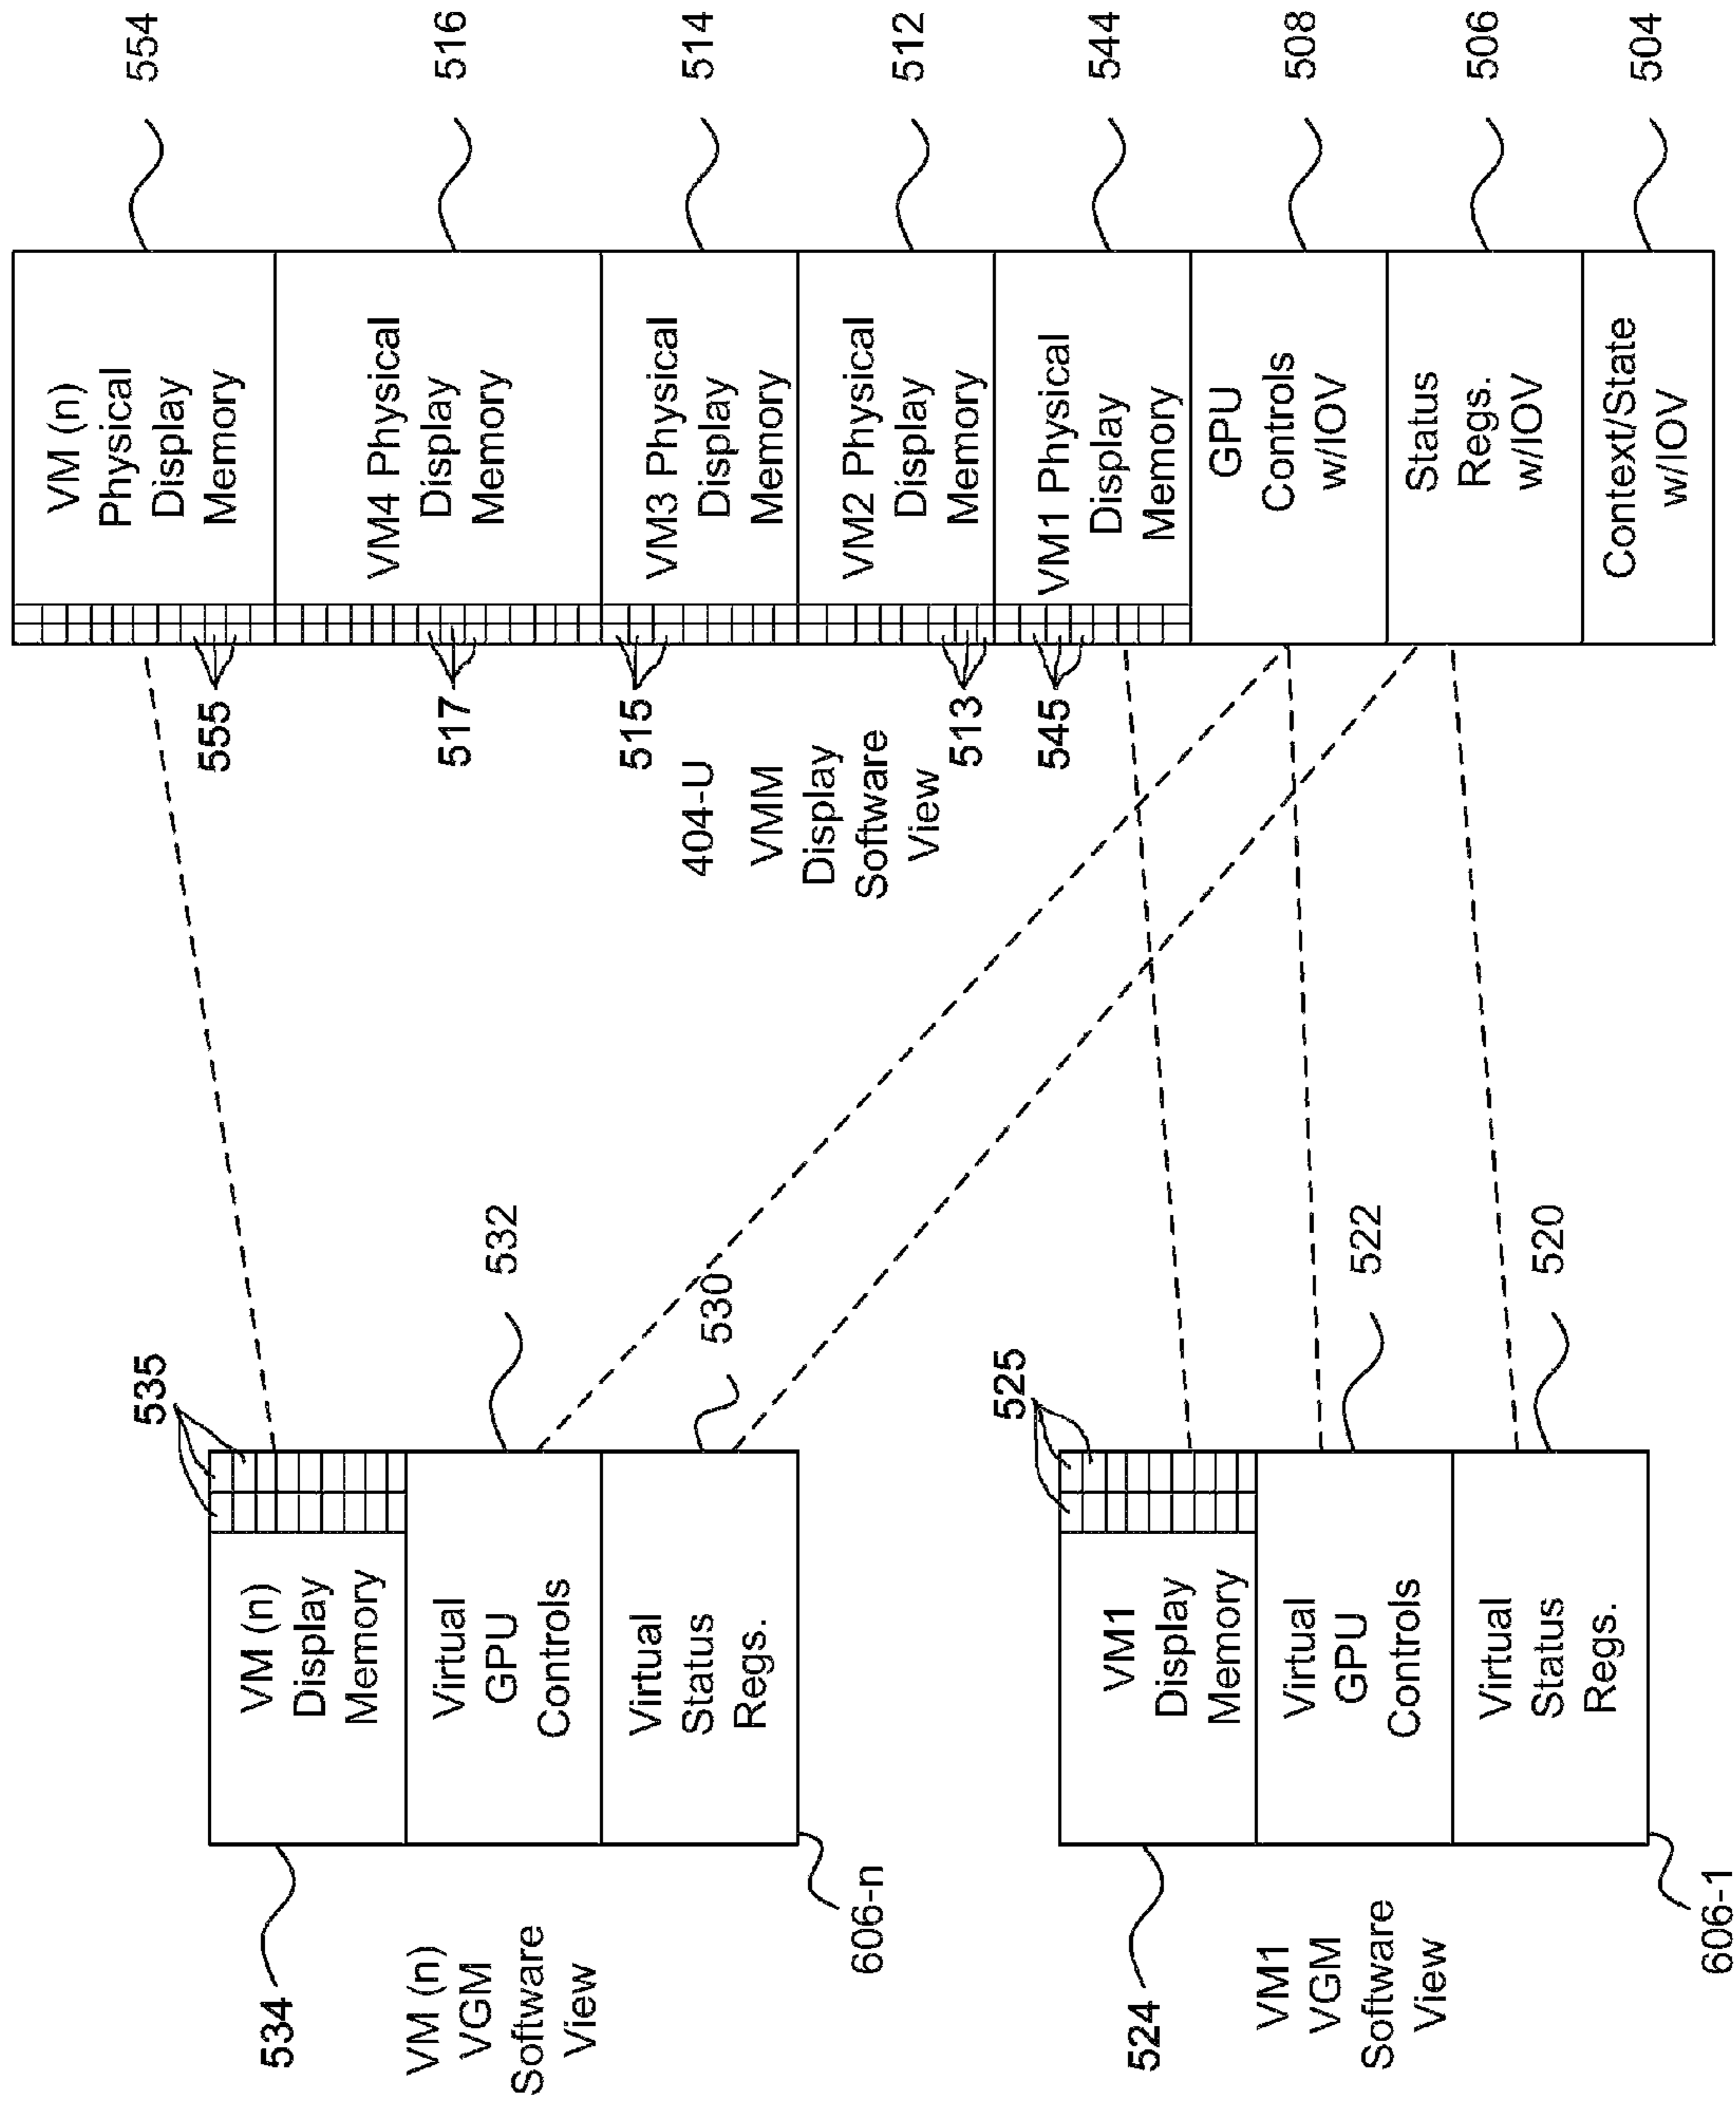 554
516
514
512
544
508
506
504
VM (n)
Physical
Display
Memory
VM4 Physical
Display
Memory
VM3 Physical
Display
Memory
VM2 Physical
Display
Memory
VM1 Physical
Display
Memory
GPU
Controls
w/IOV
Status
Regs.
w/IOV
Context/State
w/IOV
555
517
515
513
545
404-U
VMM
Display
Software
View
535
532
530
525
522
520
VM (n)
Display
Memory
Virtual
GPU
Controls
Virtual
Status
Regs.
VM1
Display
Memory
Virtual
GPU
Controls
Virtual
Status
Regs.
534
VM (n)
VGM
Software
View
606-n
524
VM1
VGM
Software
View
606-1